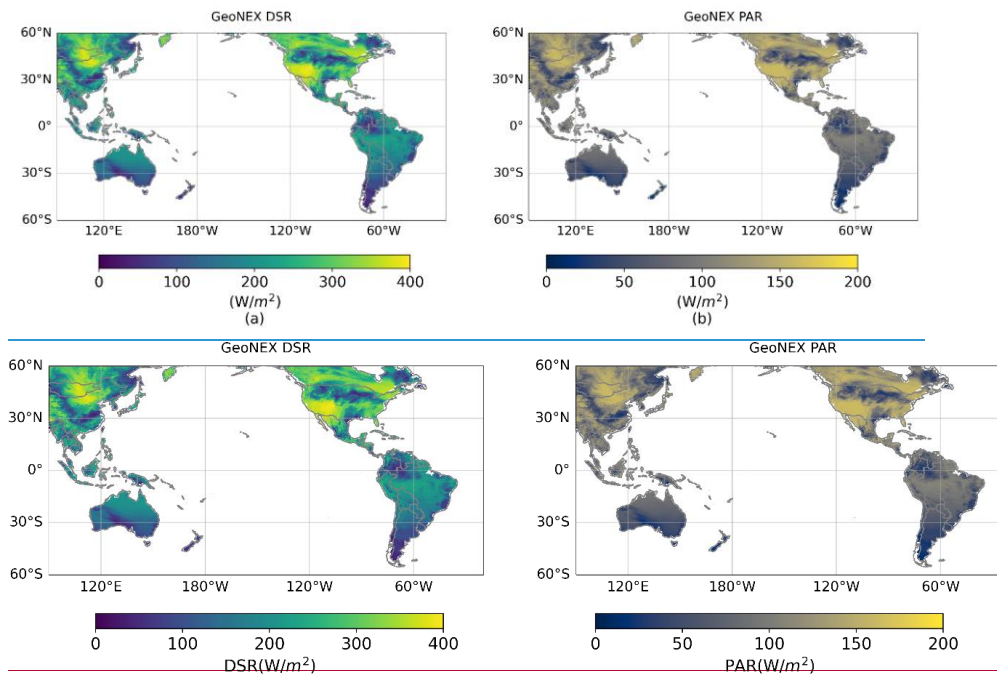 GeoNEX DSR
60°N
30°N
0°
30°S
60°S
120°E 180°W 120°W 60°W
0 100 200 300 400
(W/m²)
(a)
GeoNEX PAR
60°N
30°N
0°
30°S
60°S
120°E 180°W 120°W 60°W
0 50 100 150 200
(W/m²)
(b)
GeoNEX DSR
60°N
30°N
0°
30°S
60°S
120°E 180°W 120°W 60°W
0 100 200 300 400
DSR(W/m²)
GeoNEX PAR
60°N
30°N
0°
30°S
60°S
120°E 180°W 120°W 60°W
0 50 100 150 200
PAR(W/m²)